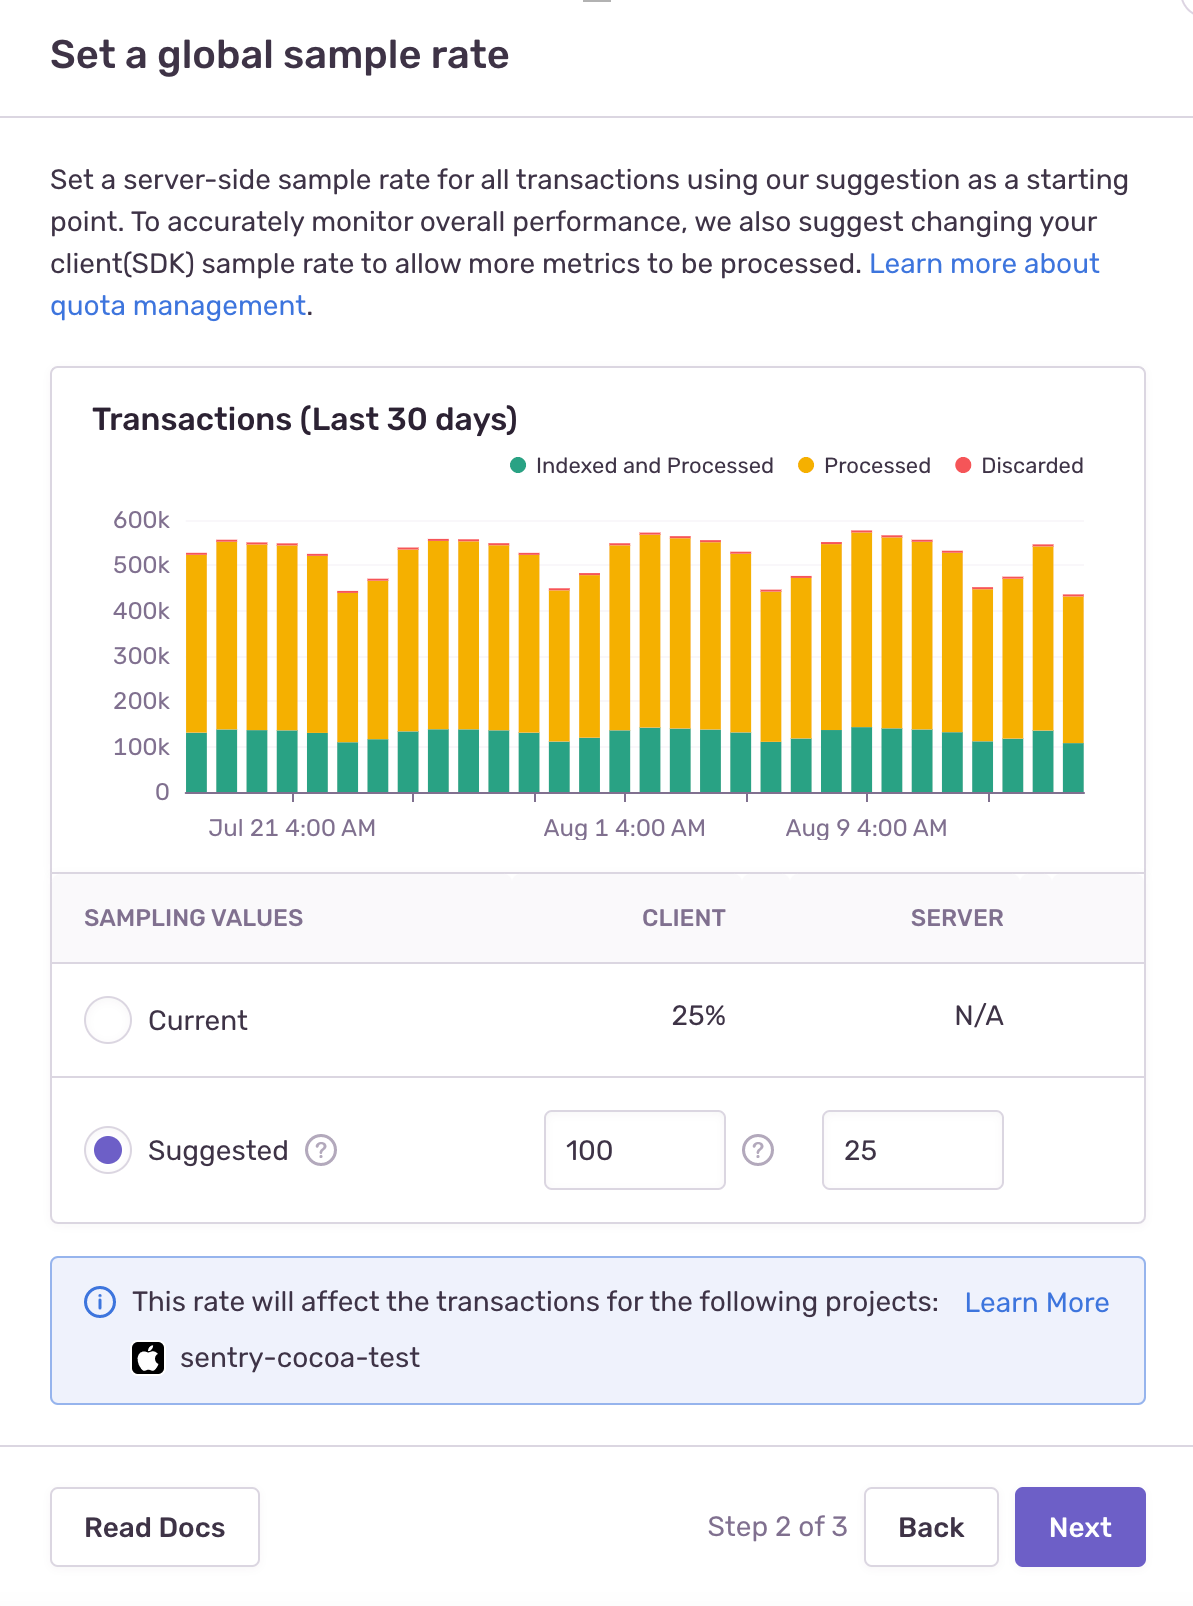 Set a global sample rate
Set a server-side sample rate for all transactions using our suggestion as a starting
point. To accurately monitor overall performance, we also suggest changing your
client(SDK) sample rate to allow more metrics to be processed. Learn more about
quota management.
Transactions (Last 30 days)
Indexed and Processed Processed Discarded
600k
500k
400k
300k
200k
100k
0
Jul 21 4:00 AM Aug 1 4:00 AM Aug 9 4:00 AM
SAMPLING VALUES CLIENT SERVER
Current 25% N/A
Suggested ? 100 ? 25
This rate will affect the transactions for the following projects: Learn More
sentry-cocoa-test
Read Docs Step 2 of 3 Back Next